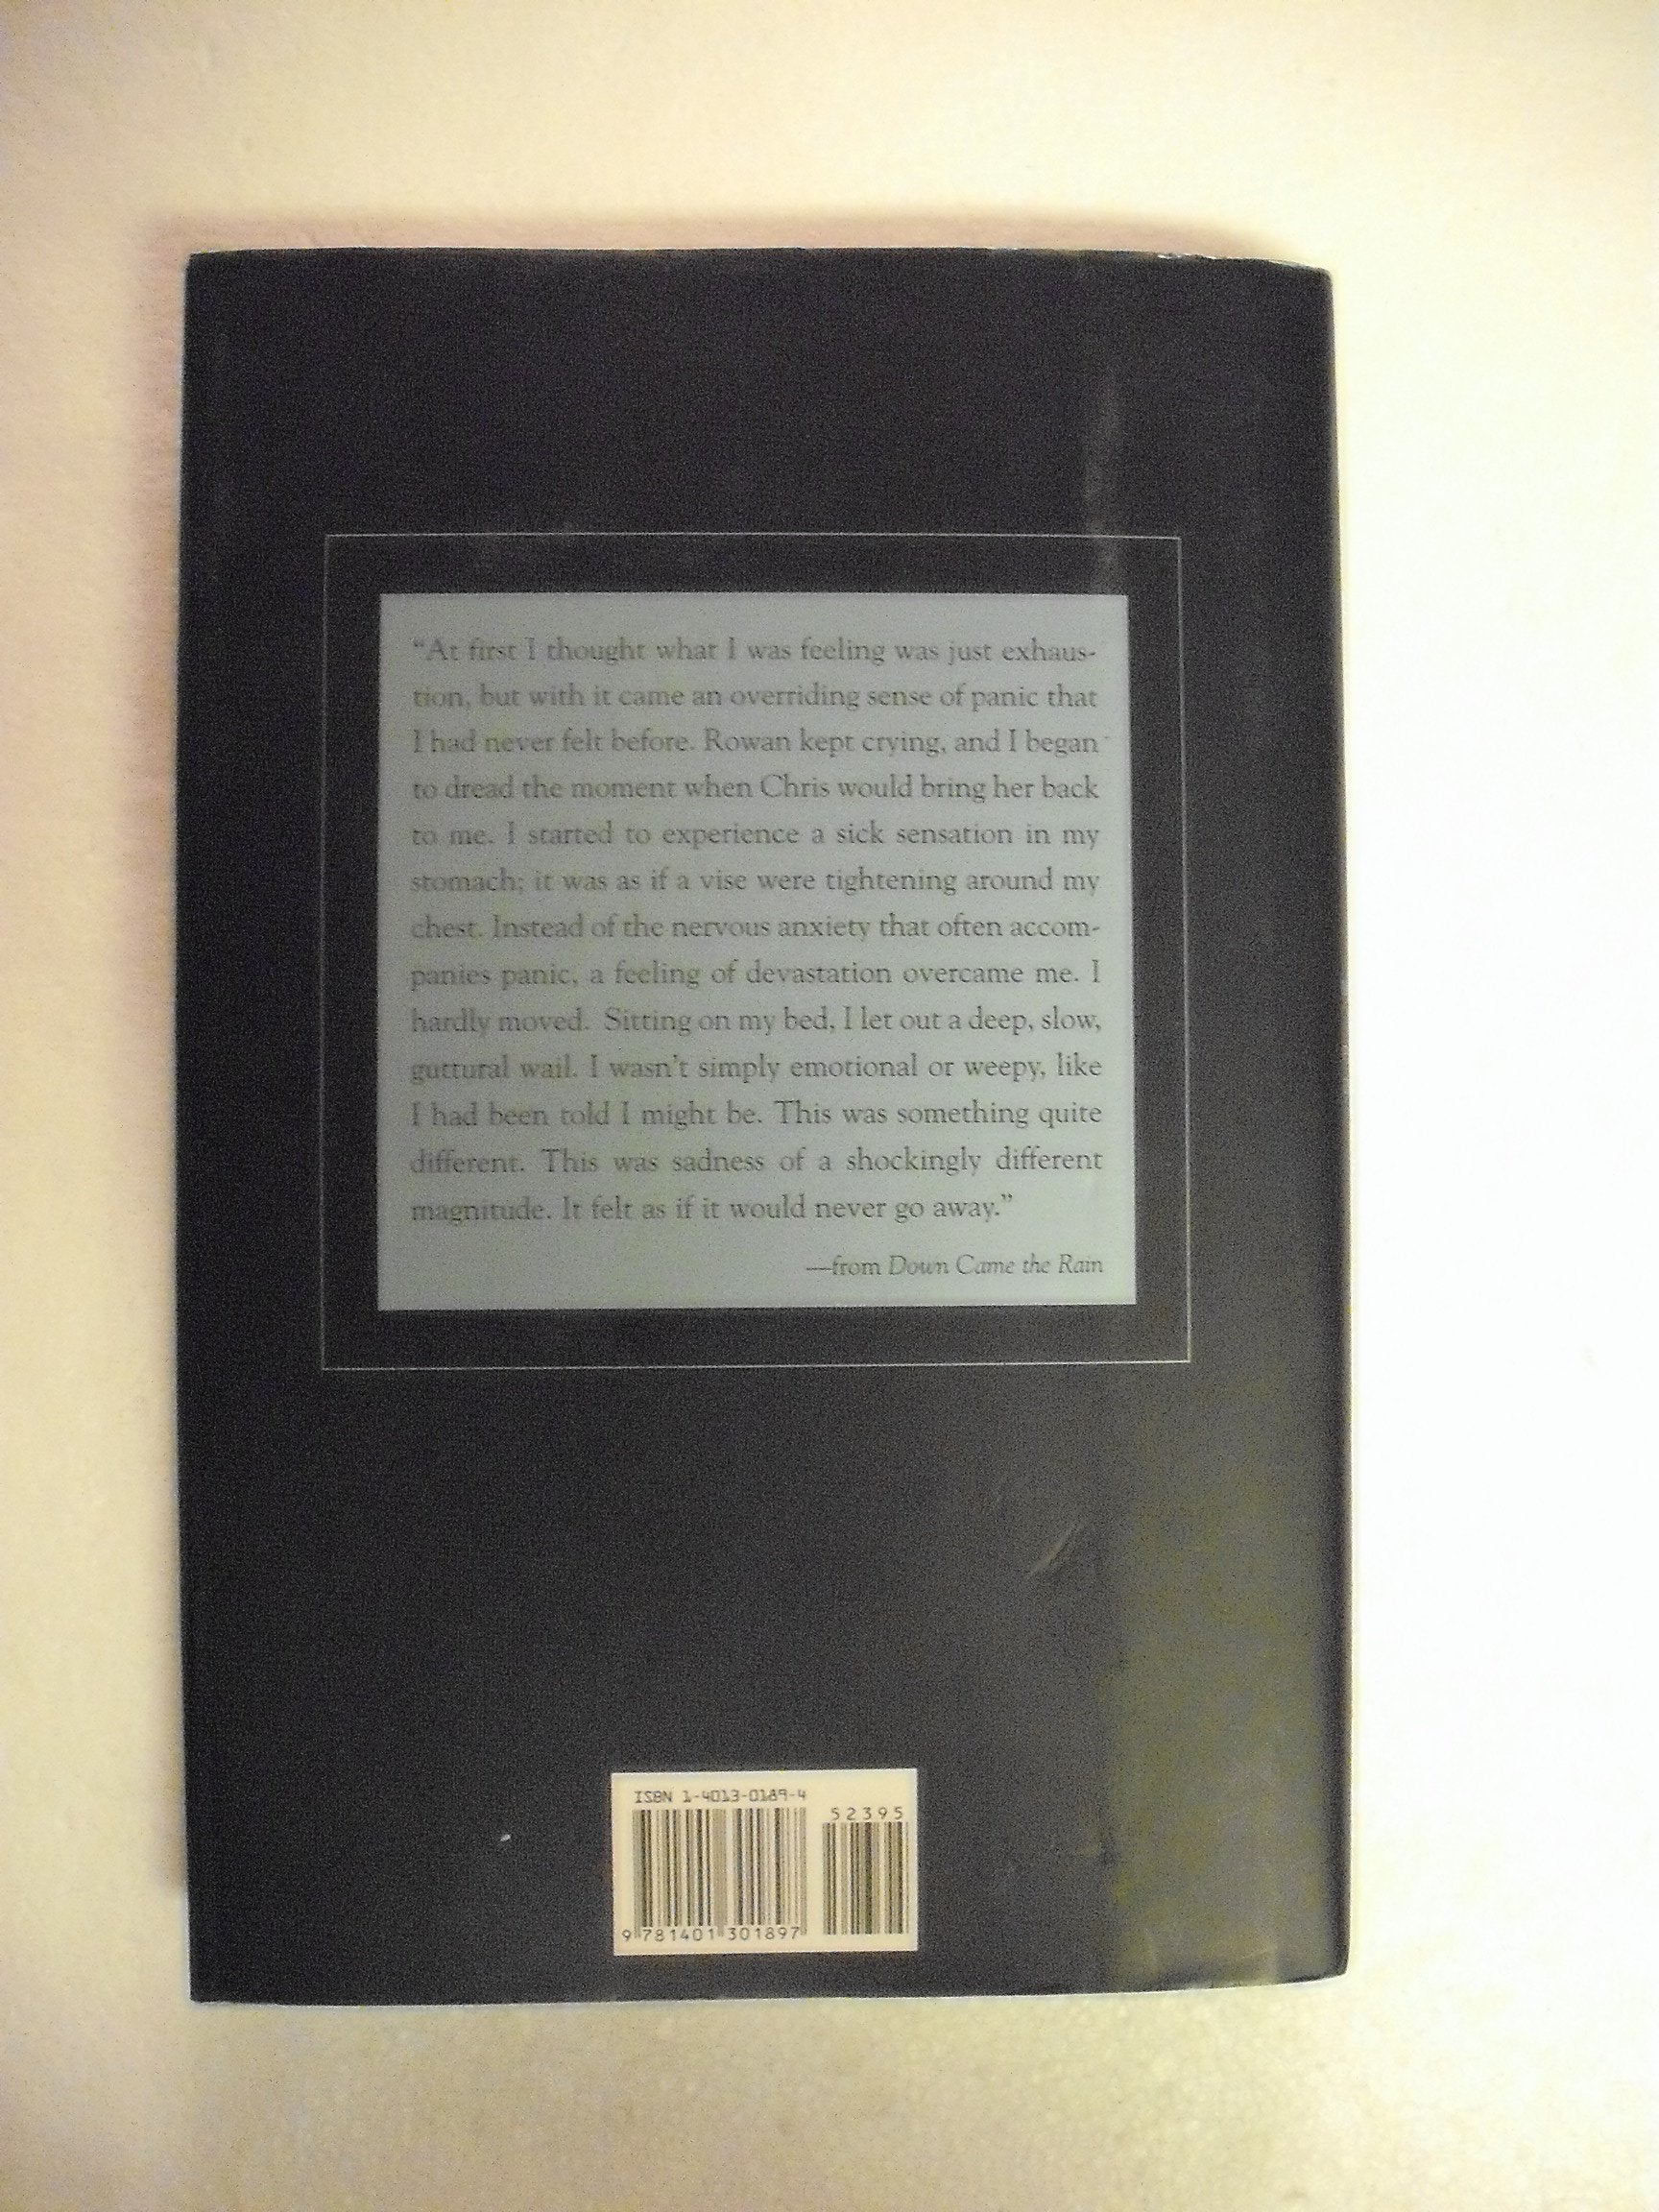 “At first I thought what I was feeling was just exhaus-
tion, but with it came an overriding sense of panic that
I had never felt before. Rowan kept crying, and I began
to dread the moment when Chris would bring her back
to me. I started to experience a sick sensation in my
stomach; it was as if a vise were tightening around my
chest. Instead of the nervous anxiety that often accom-
panies panic, a feeling of devastation overcame me. I
hardly moved. Sitting on my bed, I let out a deep, slow,
guttural wail. I wasn’t simply emotional or weepy, like
I had been told I might be. This was something quite
different. This was sadness of a shockingly different
magnitude. It felt as if it would never go away.”
—from Down Came the Rain
ISBN 1-4013-0189-4
52395
9 781401 301897